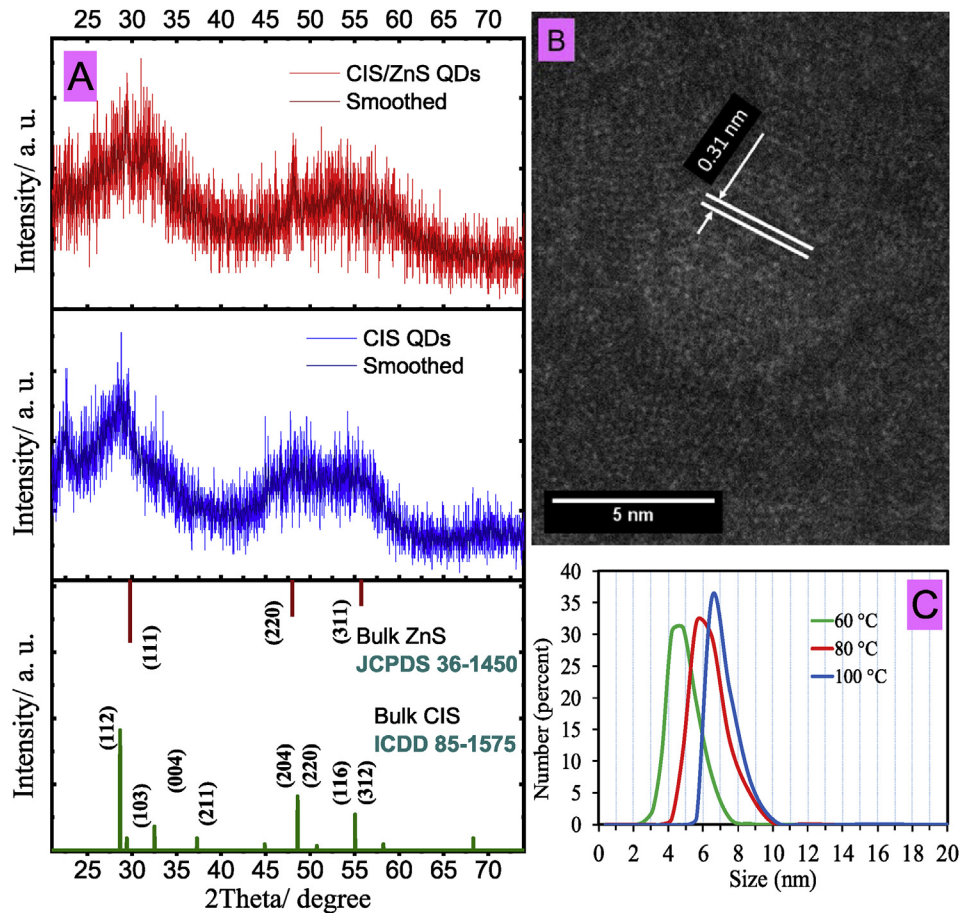 20 25 30 35 40 45 50 55 60 65 70
A
CIS/ZnS QDs
Smoothed
Intensity/ a. u.
CIS QDs
Smoothed
Intensity/ a. u.
(111)
(220)
(311)
Bulk ZnS
JCPDS 36-1450
Bulk CIS
ICDD 85-1575
(112)
(103)
(004)
(211)
(204)
(220)
(116)
(312)
Intensity/ a. u.
25 30 35 40 45 50 55 60 65 70
2Theta/ degree
B
0.31 nm
5 nm
C
40
35
30
25
20
15
10
5
0
Number (percent)
60 °C
80 °C
100 °C
0 2 4 6 8 10 12 14 16 18 20
Size (nm)